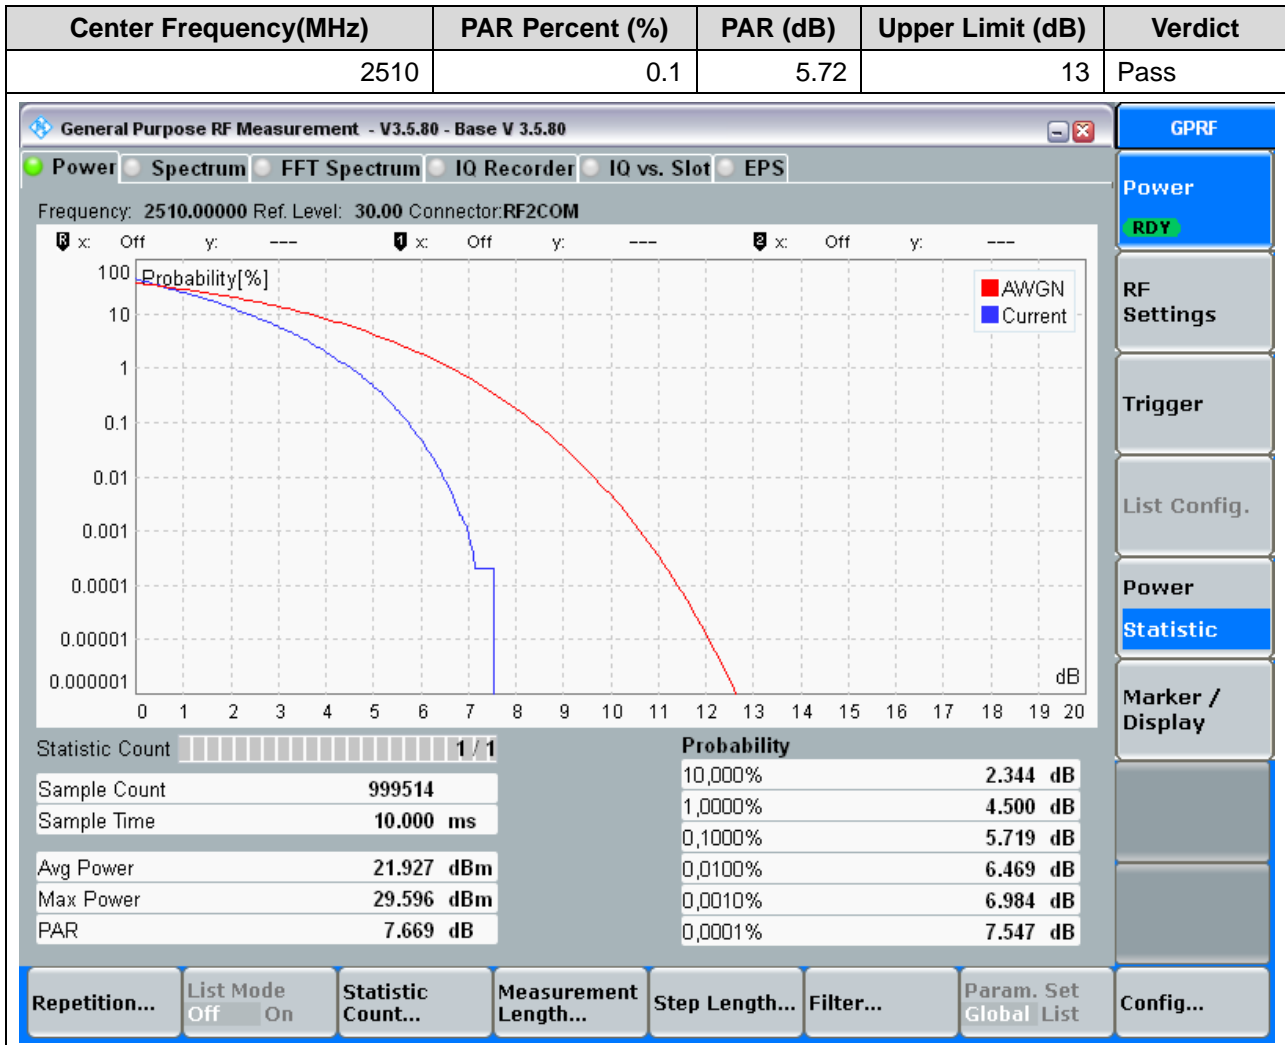 Center Frequency(MHz) PAR Percent (%) PAR (dB) Upper Limit (dB) Verdict
2510 0.1 5.72 13 Pass
General Purpose RF Measurement - V3.5.80 - Base V 3.5.80
GPRF
Power Spectrum FFT Spectrum IQ Recorder IQ vs. Slot EPS
Frequency: 2510.00000 Ref. Level: 30.00 Connector:RF2COM
R x: Off y: --- 1 x: Off y: --- 2 x: Off y: ---
Probability[%]
AWGN
Current
100
10
1
0.1
0.01
0.001
0.0001
0.00001
0.000001
dB
0 1 2 3 4 5 6 7 8 9 10 11 12 13 14 15 16 17 18 19 20
Statistic Count 1 / 1
Sample Count 999514
Sample Time 10.000 ms
Avg Power 21.927 dBm
Max Power 29.596 dBm
PAR 7.669 dB
Probability
10,000% 2.344 dB
1,0000% 4.500 dB
0,1000% 5.719 dB
0,0100% 6.469 dB
0,0010% 6.984 dB
0,0001% 7.547 dB
Power
RDY
RF
Settings
Trigger
List Config.
Power
Statistic
Marker /
Display
Repetition...
List Mode
Off On
Statistic
Count...
Measurement
Length...
Step Length...
Filter...
Param. Set
Global List
Config...